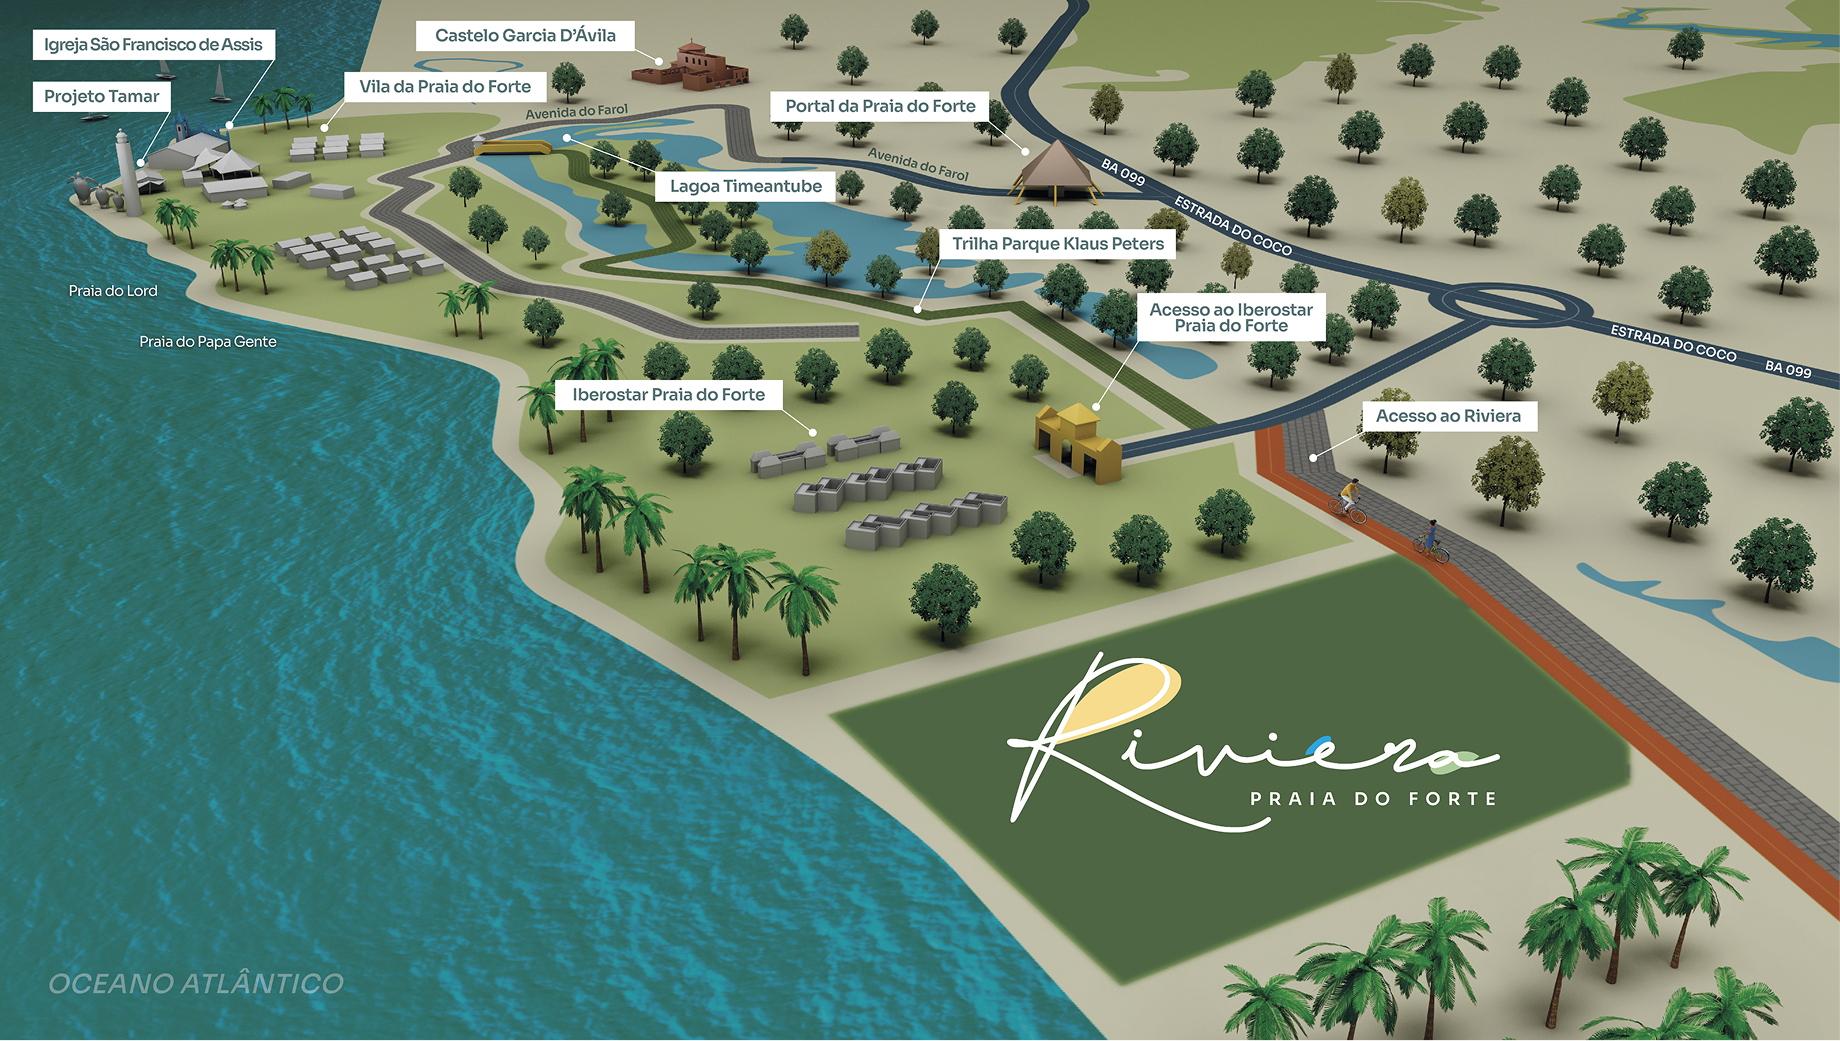 Igreja São Francisco de Assis
Projeto Tamar
Vila da Praia do Forte
Castelo Garcia D'Ávila
Avenida do Farol
Portal da Praia do Forte
Avenida do Farol
Lagoa Timeantube
BA 099
ESTRADA DO COCO
Trilha Parque Klaus Peters
Praia do Lord
Praia do Papa Gente
Acesso ao Iberostar
Praia do Forte
ESTRADA DO COCO
BA 099
Iberostar Praia do Forte
Acesso ao Riviera
Riviera
PRAIA DO FORTE
OCEANO ATLÂNTICO